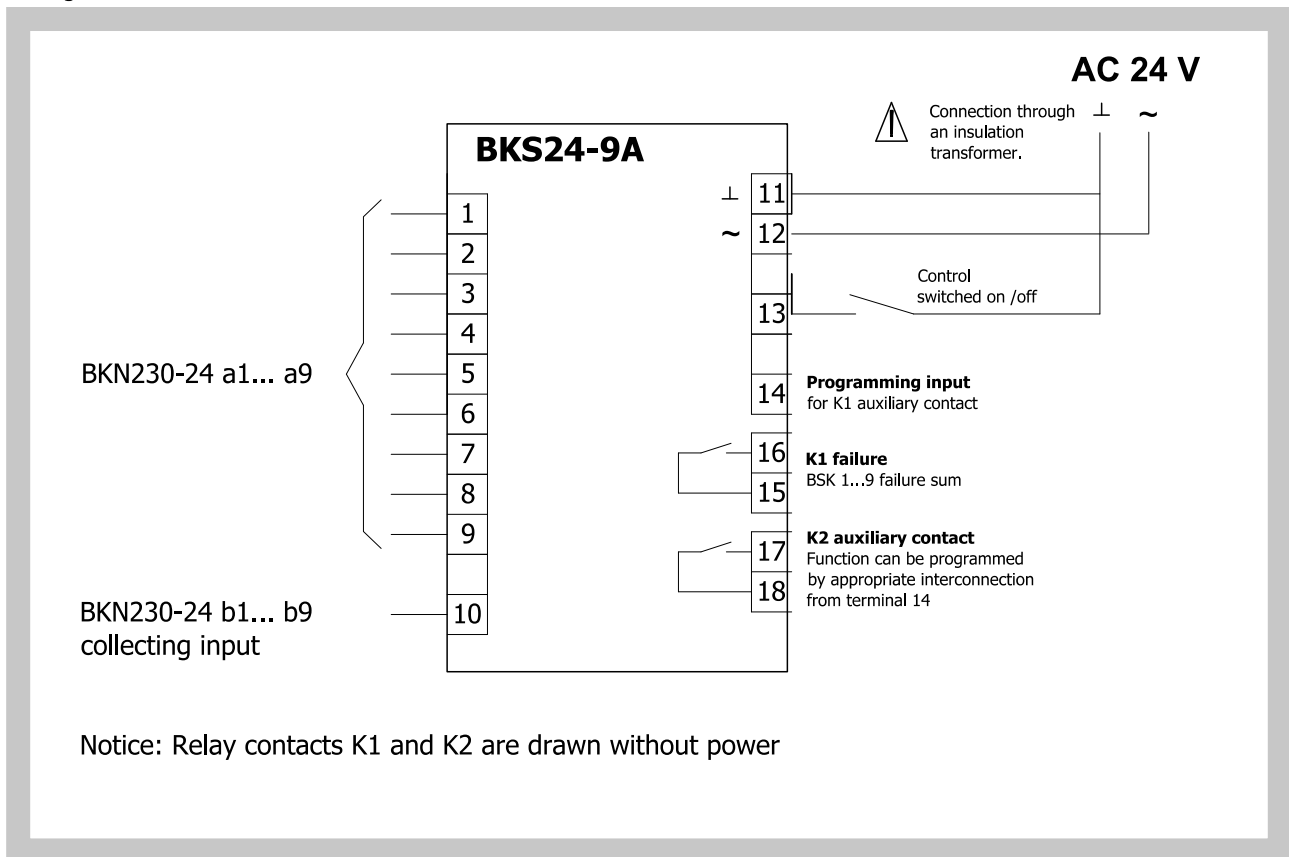 AC 24 V
Connection through
an insulation
transformer.
⊥ ~
BKS24-9A
⊥ 11
~ 12
13
Control
switched on /off
14
Programming input
for K1 auxiliary contact
16
15
K1 failure
BSK 1...9 failure sum
17
18
K2 auxiliary contact
Function can be programmed
by appropriate interconnection
from terminal 14
1
2
3
4
5
6
7
8
9
10
BKN230-24 a1... a9
BKN230-24 b1... b9
collecting input
Notice: Relay contacts K1 and K2 are drawn without power